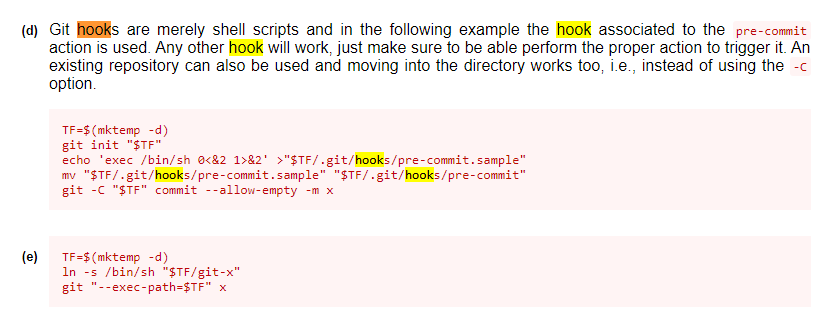 (d) Git hooks are merely shell scripts and in the following example the hook associated to the pre-commit
action is used. Any other hook will work, just make sure to be able perform the proper action to trigger it. An
existing repository can also be used and moving into the directory works too, i.e., instead of using the -C
option.
TF=$(mktemp -d)
git init "$TF"
echo 'exec /bin/sh 0<&2 1>&2' >"$TF/.git/hooks/pre-commit.sample"
mv "$TF/.git/hooks/pre-commit.sample" "$TF/.git/hooks/pre-commit"
git -C "$TF" commit --allow-empty -m x
(e) TF=$(mktemp -d)
ln -s /bin/sh "$TF/git-x"
git "--exec-path=$TF" x